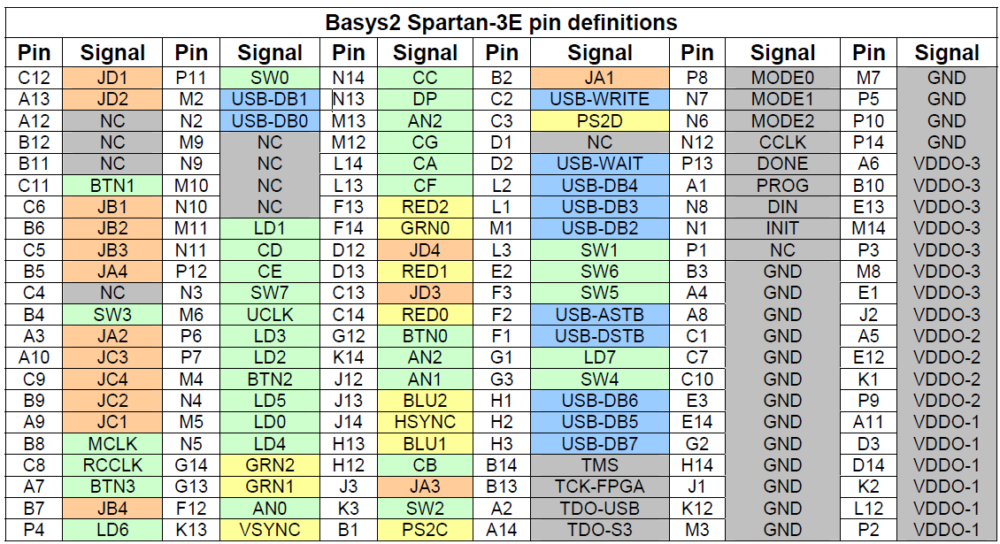 Basys2 Spartan-3E pin definitions
Pin Signal Pin Signal Pin Signal Pin Signal Pin Signal Pin Signal
C12 JD1 P11 SW0 N14 CC B2 JA1 P8 MODE0 M7 GND
A13 JD2 M2 USB-DB1 N13 DP C2 USB-WRITE N7 MODE1 P5 GND
A12 NC N2 USB-DB0 M13 AN2 C3 PS2D N6 MODE2 P10 GND
B12 NC M9 NC M12 CG D1 NC N12 CCLK P14 GND
B11 NC N9 NC L14 CA D2 USB-WAIT P13 DONE A6 VDDO-3
C11 BTN1 M10 NC L13 CF L2 USB-DB4 A1 PROG B10 VDDO-3
C6 JB1 N10 NC F13 RED2 L1 USB-DB3 N8 DIN E13 VDDO-3
B6 JB2 M11 LD1 F14 GRN0 M1 USB-DB2 N1 INIT M14 VDDO-3
C5 JB3 N11 CD D12 JD4 L3 SW1 P1 NC P3 VDDO-3
B5 JA4 P12 CE D13 RED1 E2 SW6 B3 GND M8 VDDO-3
C4 NC N3 SW7 C13 JD3 F3 SW5 A4 GND E1 VDDO-3
B4 SW3 M6 UCLK C14 RED0 F2 USB-ASTB A8 GND J2 VDDO-3
A3 JA2 P6 LD3 G12 BTN0 F1 USB-DSTB C1 GND A5 VDDO-2
A10 JC3 P7 LD2 K14 AN2 G1 LD7 C7 GND E12 VDDO-2
C9 JC4 M4 BTN2 J12 AN1 G3 SW4 C10 GND K1 VDDO-2
B9 JC2 N4 LD5 J13 BLU2 H1 USB-DB6 E3 GND P9 VDDO-2
A9 JC1 M5 LD0 J14 HSYNC H2 USB-DB5 E14 GND A11 VDDO-1
B8 MCLK N5 LD4 H13 BLU1 H3 USB-DB7 G2 GND D3 VDDO-1
C8 RCCLK G14 GRN2 H12 CB B14 TMS H14 GND D14 VDDO-1
A7 BTN3 G13 GRN1 J3 JA3 B13 TCK-FPGA J1 GND K2 VDDO-1
B7 JB4 F12 AN0 K3 SW2 A2 TDO-USB K12 GND L12 VDDO-1
P4 LD6 K13 VSYNC B1 PS2C A14 TDO-S3 M3 GND P2 VDDO-1